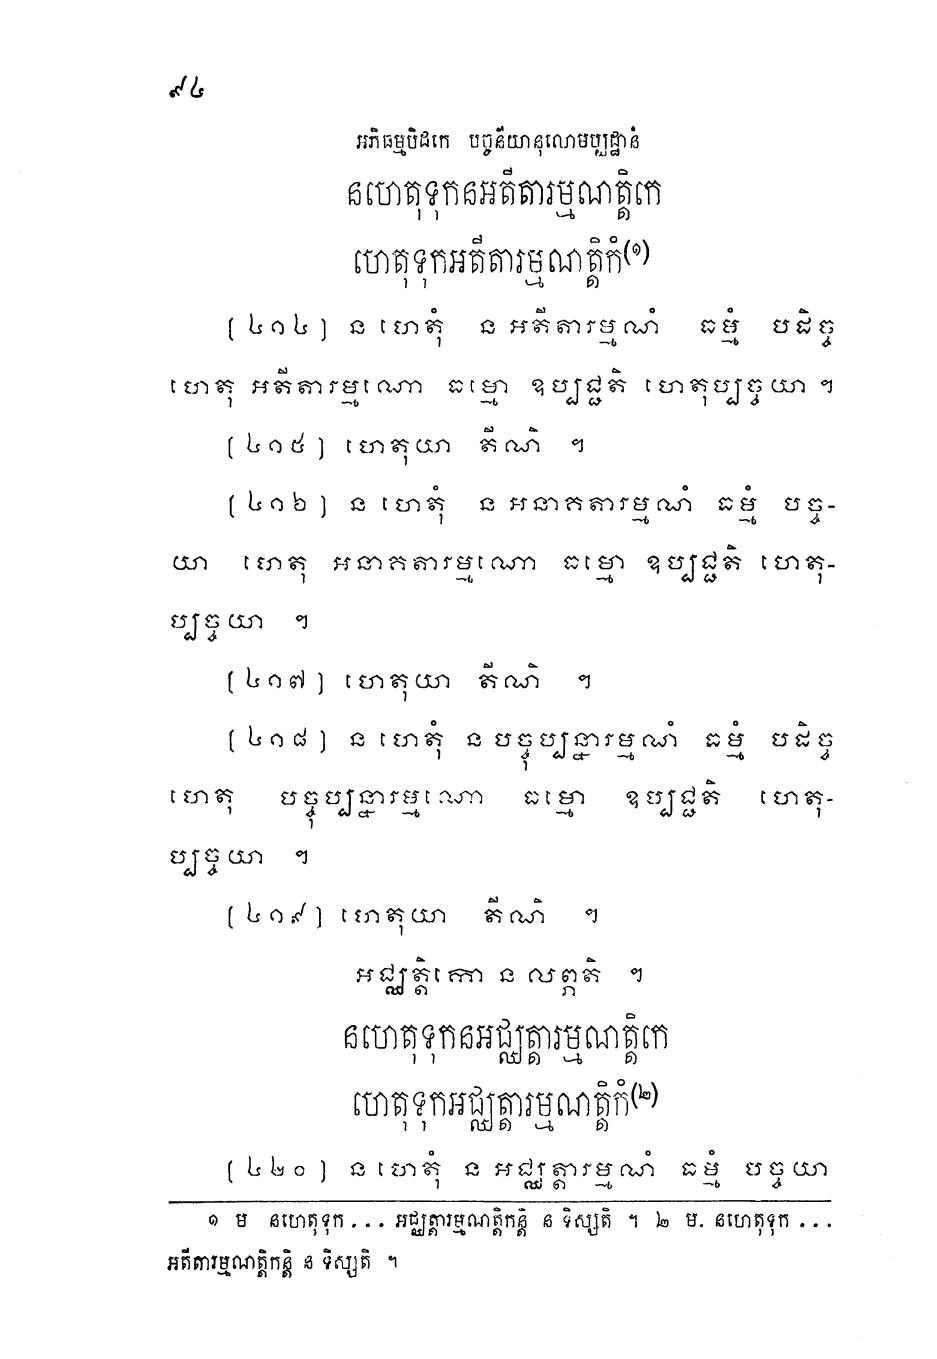 ៩៤
អភិធម្មបិដកេ បច្ចនីយានុលោមប្បដ្ឋានំ
នហេតុទុកនអតីតារម្មណត្តិកេ
ហេតុទុកអតីតារម្មណត្តិកំ(១)
[៤១៤] ន ហេតុំ ន អតីតារម្មណំ ធម្មំ បដិច្ច
ហេតុ អតីតារម្មណោ ធម្មោ ឧប្បជ្ជតិ ហេតុប្បច្ចយា ។
[៤១៥] ហេតុយា តីណិ ។
[៤១៦] ន ហេតុំ ន អនាគតារម្មណំ ធម្មំ បច្ច-
យា ហេតុ អនាគតារម្មណោ ធម្មោ ឧប្បជ្ជតិ ហេតុ-
ប្បច្ចយា ។
[៤១៧] ហេតុយា តីណិ ។
[៤១៨] ន ហេតុំ ន បច្ចុប្បន្នារម្មណំ ធម្មំ បដិច្ច
ហេតុ បច្ចុប្បន្នារម្មណោ ធម្មោ ឧប្បជ្ជតិ ហេតុ-
ប្បច្ចយា ។
[៤១៩] ហេតុយា តីណិ ។
អជ្ឈត្តិកោ ន លព្ភតិ ។
នហេតុទុកនអជ្ឈត្តារម្មណត្តិកេ
ហេតុទុកអជ្ឈត្តារម្មណត្តិកំ(២)
[៤២០] ន ហេតុំ ន អជ្ឈត្តារម្មណំ ធម្មំ បច្ចយា
១ ម នហេតុទុក... អជ្ឈត្តារម្មណត្តិកន្តិ ន ទិស្សតិ ។ ២ ម. នហេតុទុក...
អតីតារម្មណត្តិកន្តិ ន ទិស្សតិ ។